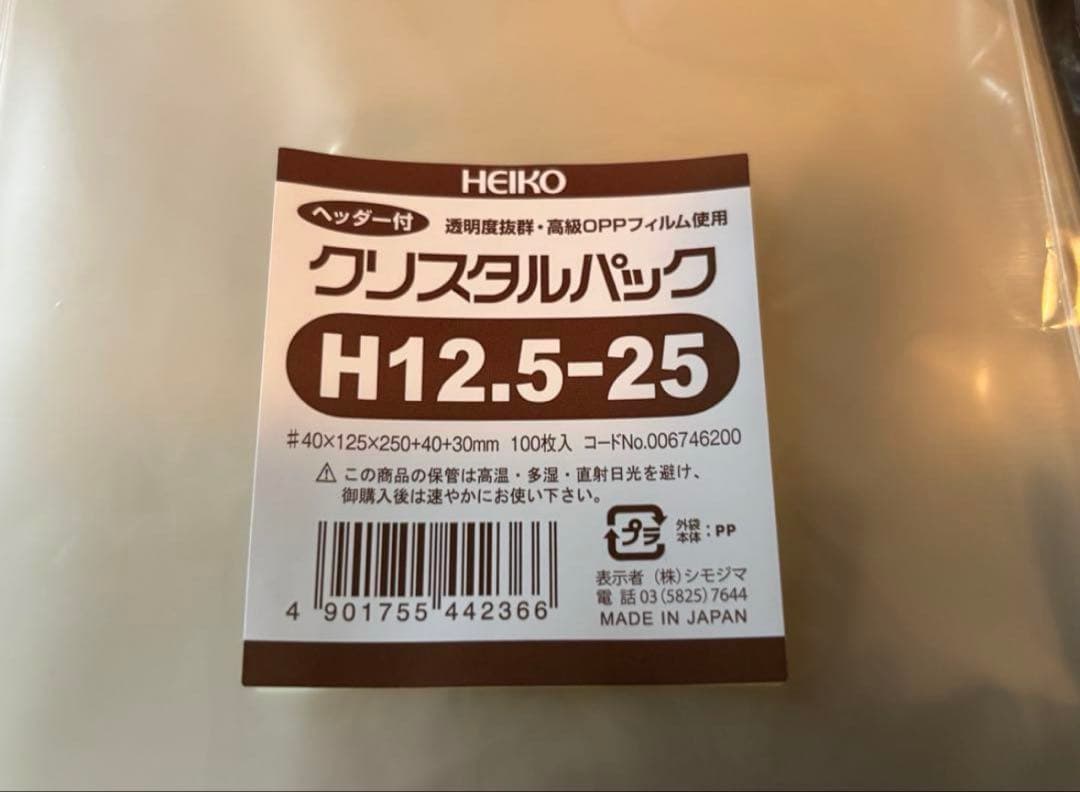 HEIKO
ヘッダー付 透明度抜群・高級OPPフィルム使用
クリスタルパック
H12.5-25
#40×125×250+40+30mm 100枚入 コードNo.006746200
⚠ この商品の保管は高温・多湿・直射日光を避け、
御購入後は速やかにお使い下さい。
プラ 外袋 本体 : PP
4 901755 442366
表示者 (株)シモジマ
電話 03(5825)7644
MADE IN JAPAN